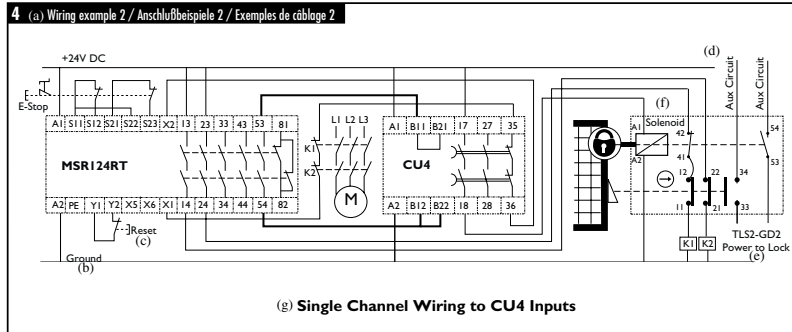 4 (a) Wiring example 2 / Anschlußbeispiele 2 / Exemples de câblage 2
(d)
+24V DC
Aux Circuit
Aux Circuit
E-Stop
(f)
A1 S11 S12 S21 S22 S23 X2 13 23 33 43 53 81
L1 L2 L3
A1 B11 B21 17 27 35
Solenoid
A1
42
54
K1
MSR124RT
CU4
A2
41
53
K2
12 22 34
M
A2 PE Y1 Y2 X5 X6 X1 14 24 34 44 54 82
A2 B12 B22 18 28 36
11 21 33
Reset
(c)
K1 K2
TLS2-GD2
Power to Lock
Ground
(b)
(e)
(g) Single Channel Wiring to CU4 Inputs